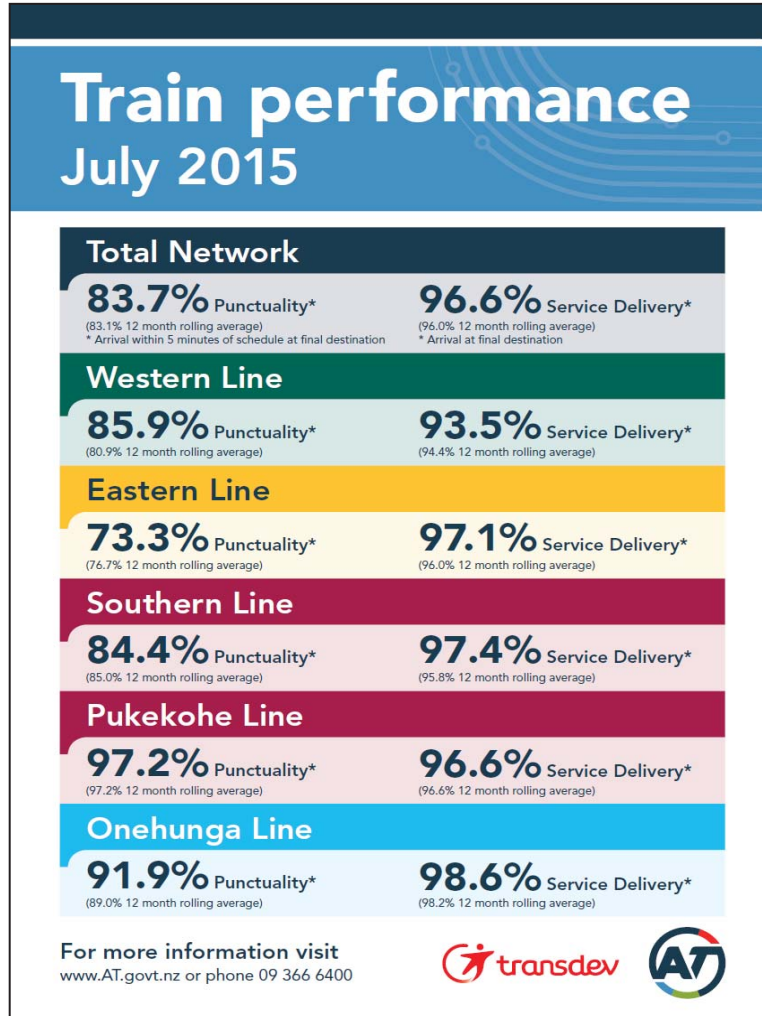 Train performance
July 2015
Total Network
83.7% Punctuality*
(83.1% 12 month rolling average)
* Arrival within 5 minutes of schedule at final destination
96.6% Service Delivery*
(96.0% 12 month rolling average)
* Arrival at final destination
Western Line
85.9% Punctuality*
(80.9% 12 month rolling average)
93.5% Service Delivery*
(94.4% 12 month rolling average)
Eastern Line
73.3% Punctuality*
(76.7% 12 month rolling average)
97.1% Service Delivery*
(96.0% 12 month rolling average)
Southern Line
84.4% Punctuality*
(85.0% 12 month rolling average)
97.4% Service Delivery*
(95.8% 12 month rolling average)
Pukekohe Line
97.2% Punctuality*
(97.2% 12 month rolling average)
96.6% Service Delivery*
(96.6% 12 month rolling average)
Onehunga Line
91.9% Punctuality*
(89.0% 12 month rolling average)
98.6% Service Delivery*
(98.2% 12 month rolling average)
For more information visit
www.AT.govt.nz or phone 09 366 6400
transdev
AT